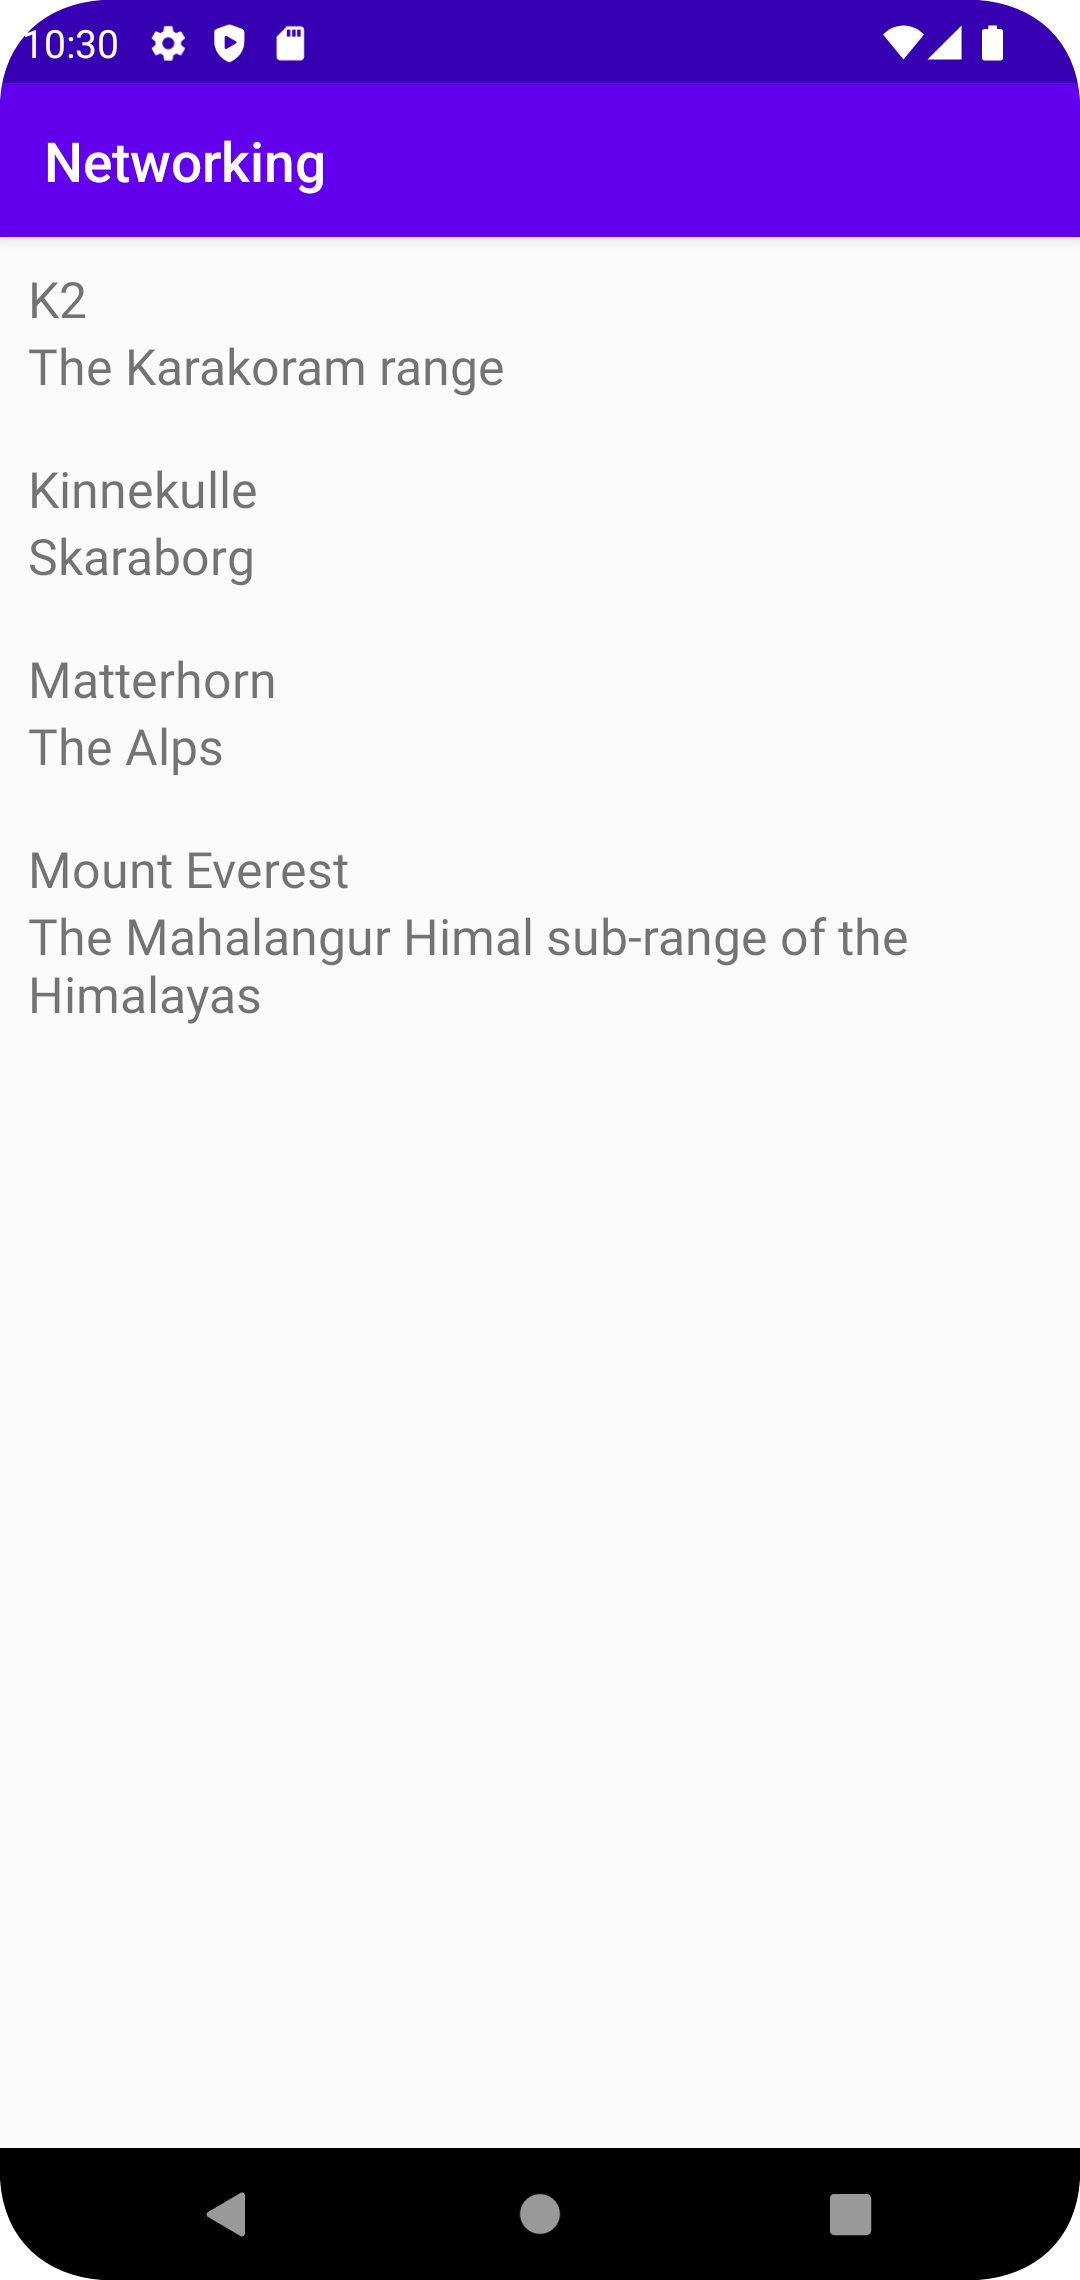 10:30
Networking
K2
The Karakoram range
Kinnekulle
Skaraborg
Matterhorn
The Alps
Mount Everest
The Mahalangur Himal sub-range of the
Himalayas